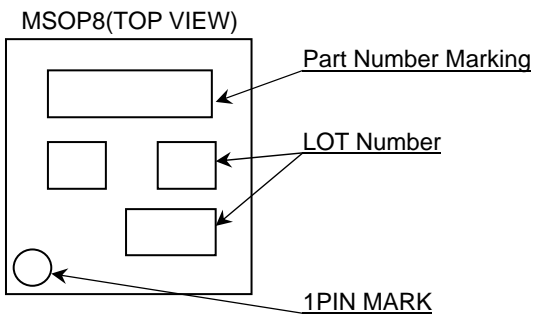 MSOP8(TOP VIEW)
Part Number Marking
LOT Number
1PIN MARK